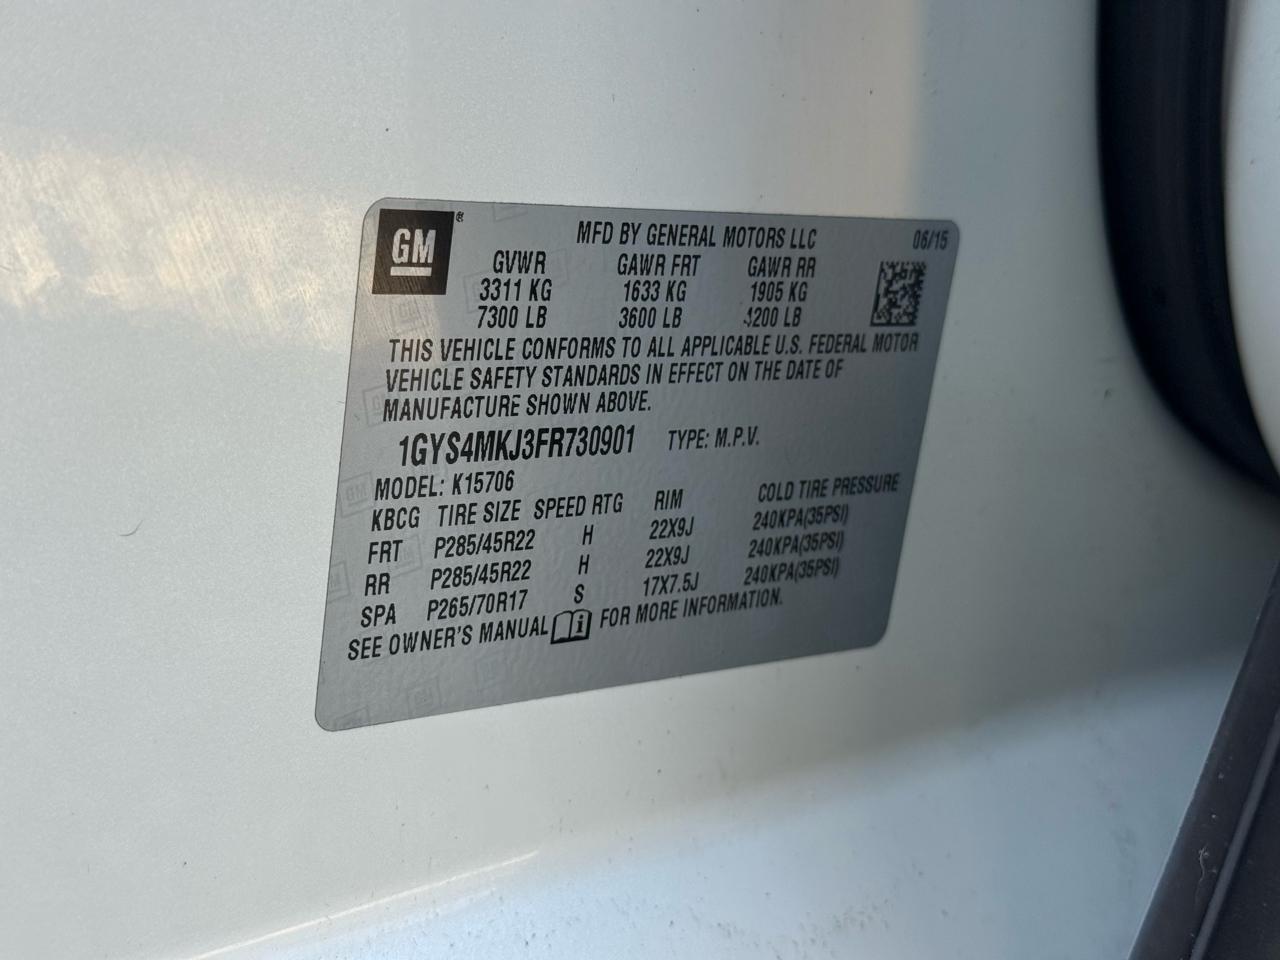 GM®
MFD BY GENERAL MOTORS LLC 06/15
GVWR GAWR FRT GAWR RR
3311 KG 1633 KG 1905 KG
7300 LB 3600 LB 4200 LB
THIS VEHICLE CONFORMS TO ALL APPLICABLE U.S. FEDERAL MOTOR
VEHICLE SAFETY STANDARDS IN EFFECT ON THE DATE OF
MANUFACTURE SHOWN ABOVE.
1GYS4MKJ3FR730901 TYPE: M.P.V.
MODEL: K15706
KBCG TIRE SIZE SPEED RTG RIM COLD TIRE PRESSURE
FRT P285/45R22 H 22X9J 240KPA(35PSI)
RR P285/45R22 H 22X9J 240KPA(35PSI)
SPA P265/70R17 S 17X7.5J 240KPA(35PSI)
SEE OWNER'S MANUAL i FOR MORE INFORMATION.